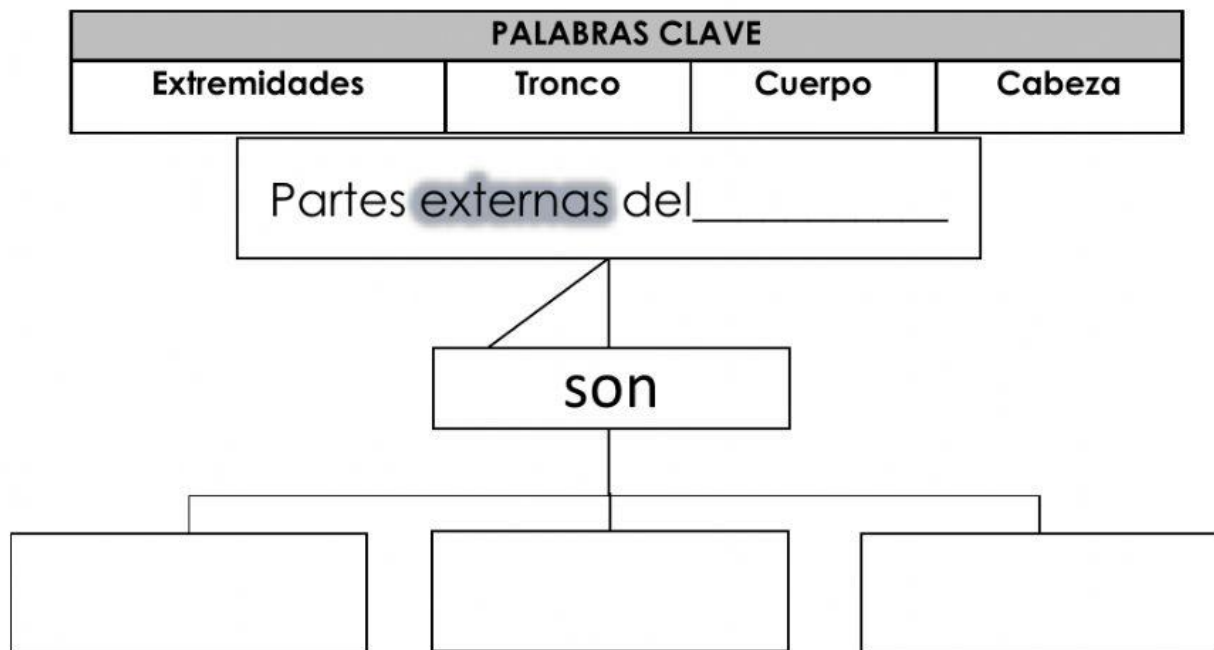 PALABRAS CLAVE
Extremidades Tronco Cuerpo Cabeza
Partes externas del___________
son